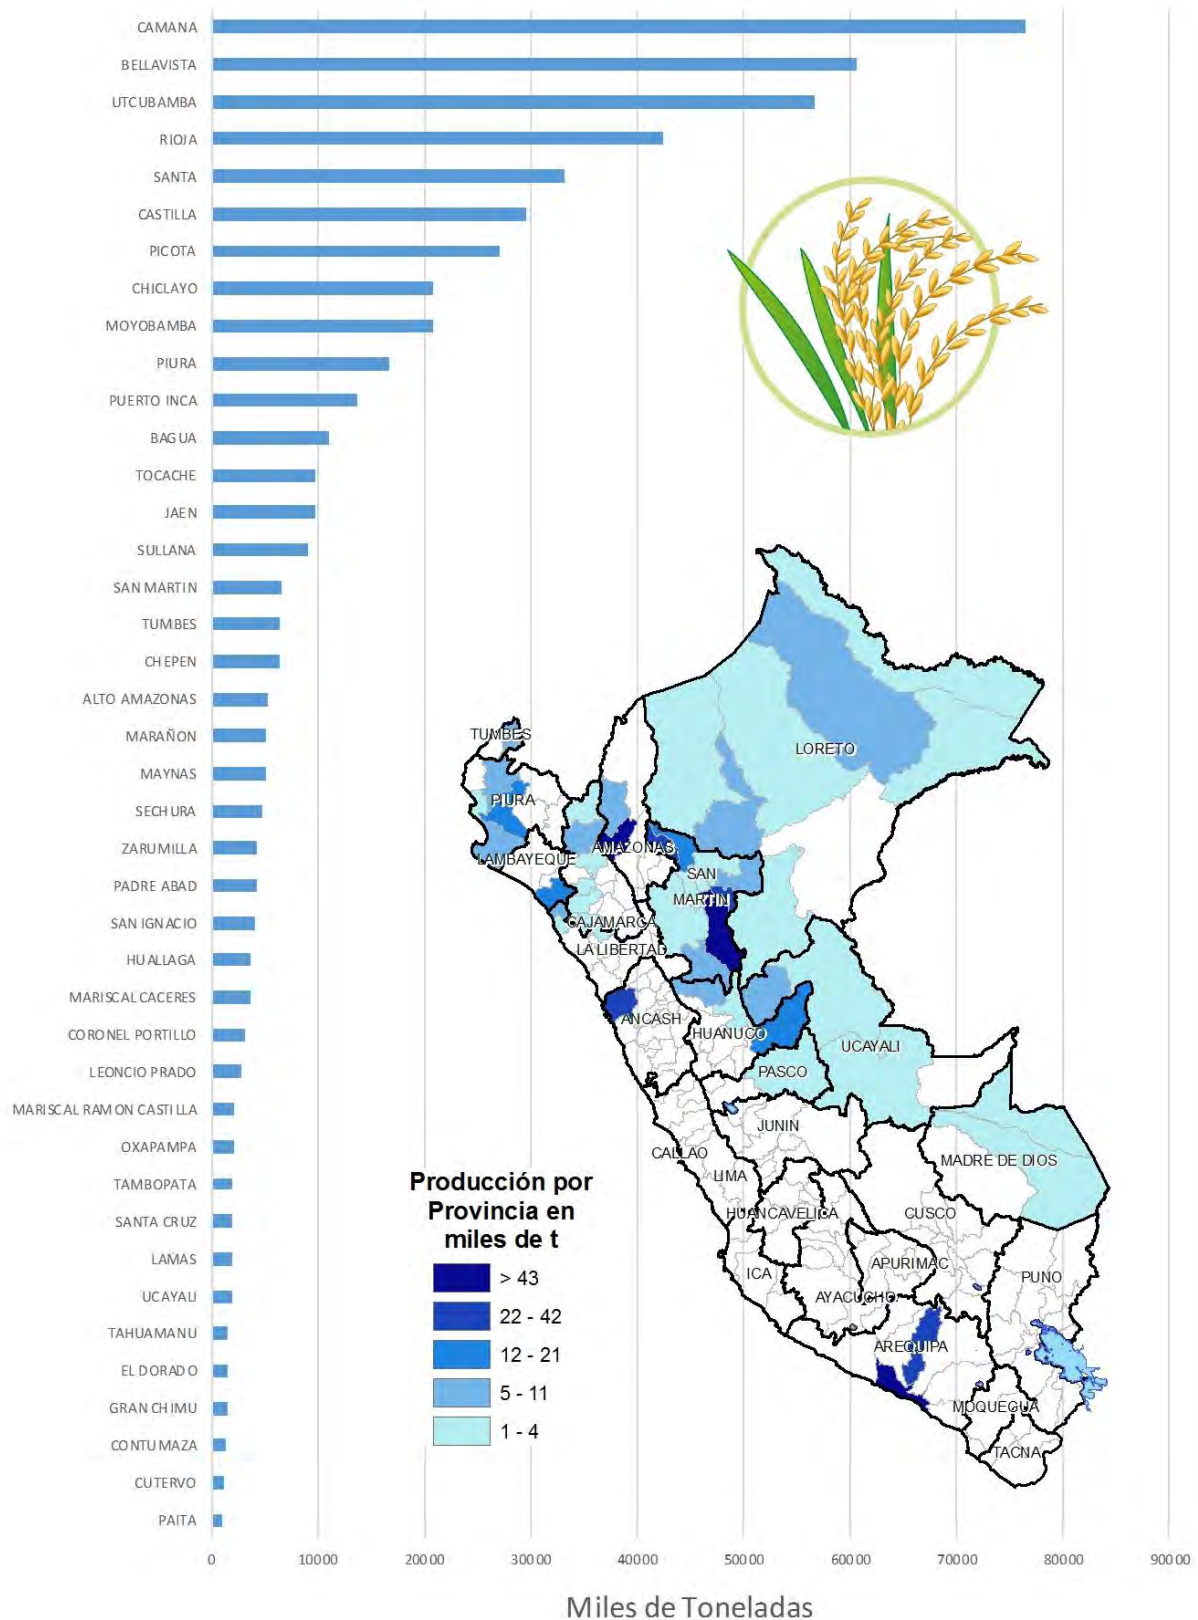 CAMANA
BELLAVISTA
UTCUBAMBA
RIOJA
SANTA
CASTILLA
PICOTA
CHICLAYO
MOYOBAMBA
PIURA
PUERTO INCA
BAGUA
TOCACHE
JAEN
SULLANA
SAN MARTIN
TUMBES
CHEPEN
ALTO AMAZONAS
MARAÑON
MAYNAS
SECHURA
ZARUMILLA
PADRE ABAD
SAN IGNACIO
HUALLAGA
MARISCAL CACERES
CORONEL PORTILLO
LEONCIO PRADO
MARISCAL RAMON CASTILLA
OXAPAMPA
TAMBOPATA
SANTA CRUZ
LAMAS
UCAYALI
TAHUAMANU
EL DORADO
GRAN CHIMU
CONTUMAZA
CUTERVO
PAITA
0 10000 20000 30000 40000 50000 60000 70000 80000 90000
Miles de Toneladas
TUMBES
LORETO
PIURA
AMAZONAS
LAMBAYEQUE
SAN
MARTIN
CAJAMARCA
LA LIBERTAD
ANCASH
HUANUCO
UCAYALI
PASCO
JUNIN
CALLAO
MADRE DE DIOS
LIMA
HUANCAVELICA
CUSCO
ICA
APURIMAC
PUNO
AYACUCHO
AREQUIPA
MOQUEGUA
TACNA
Producción por
Provincia en
miles de t
> 43
22 - 42
12 - 21
5 - 11
1 - 4